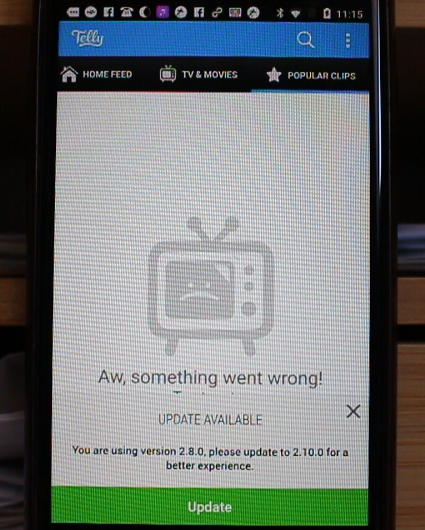 11:15
Telly
HOME FEED
TV & MOVIES
POPULAR CLIPS
Aw, something went wrong!
UPDATE AVAILABLE
You are using version 2.8.0, please update to 2.10.0 for a
better experience.
Update